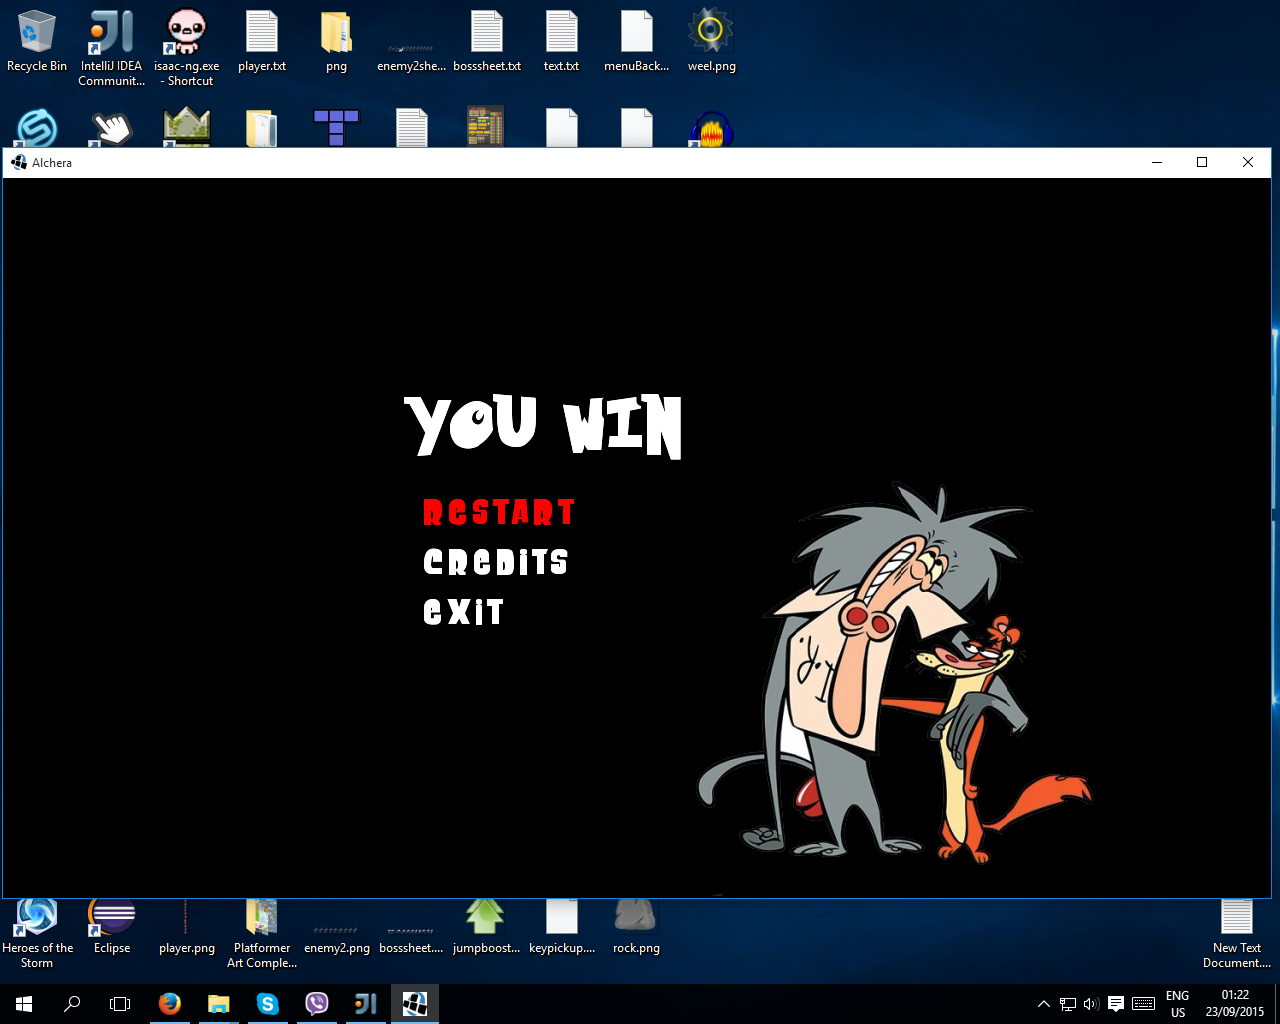 Recycle Bin
IntelliJ IDEA
Communit...
isaac-ng.exe
- Shortcut
player.txt
png
enemy2she...
bosssheet.txt
text.txt
menuBack...
weel.png
Alchera
YOU WIN
ReSTART
CReDiTS
eXiT
Heroes of the
Storm
Eclipse
player.png
Platformer
Art Comple...
enemy2.png
bosssheet....
jumpboost...
keypickup....
rock.png
New Text
Document....
ENG
US
01:22
23/09/2015